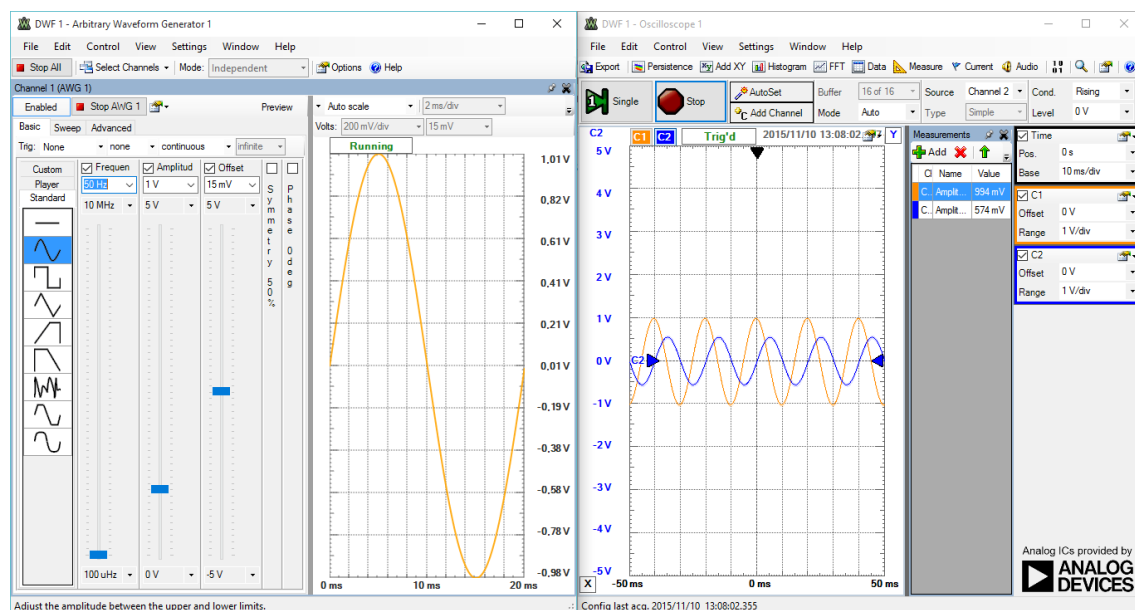 DWF 1 - Arbitrary Waveform Generator 1
File Edit Control View Settings Window Help
Stop All Select Channels Mode: Independent Options Help
Channel 1 (AWG 1)
Enabled Stop AWG 1 Preview
Basic Sweep Advanced
Trig: None none continuous infinite
Custom
Player
Standard
Frequen Amplitud Offset
50 Hz 1 V 15 mV
10 MHz 5 V 5 V
100 uHz 0 V -5 V
Symmetry 50 %
Phase 0 deg
Auto scale 2 ms/div
Volts: 200 mV/div 15 mV
Running
1,01 V
0,82 V
0,61 V
0,41 V
0,21 V
0,01 V
-0,19 V
-0,38 V
-0,58 V
-0,78 V
-0,98 V
0 ms 10 ms 20 ms
Adjust the amplitude between the upper and lower limits.
DWF 1 - Oscilloscope 1
File Edit Control View Settings Window Help
Export Persistence Add XY Histogram FFT Data Measure Current Audio
Single Stop AutoSet Buffer 16 of 16 Source Channel 2 Cond. Rising
Add Channel Mode Auto Type Simple Level 0 V
C2 C1 C2 Trig'd 2015/11/10 13:08:02 Y
5 V
4 V
3 V
2 V
1 V
0 V C2
-1 V
-2 V
-3 V
-4 V
-5 V
X -50 ms 0 ms 50 ms
Measurements
Add
Name Value
C.. Amplit... 994 mV
C.. Amplit... 574 mV
Time
Pos. 0 s
Base 10 ms/div
C1
Offset 0 V
Range 1 V/div
C2
Offset 0 V
Range 1 V/div
Analog ICs provided by
ANALOG
DEVICES
Config last acq. 2015/11/10 13:08:02.355